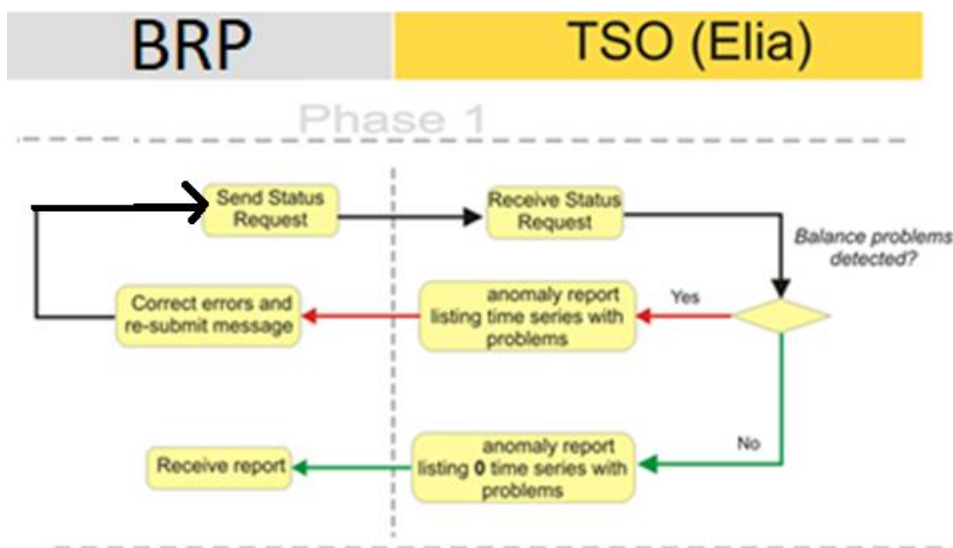 BRP
TSO (Elia)
Phase 1
Send Status
Request
Receive Status
Request
Balance problems
detected?
Correct errors and
re-submit message
anomaly report
listing time series with
problems
Yes
No
Receive report
anomaly report
listing 0 time series with
problems